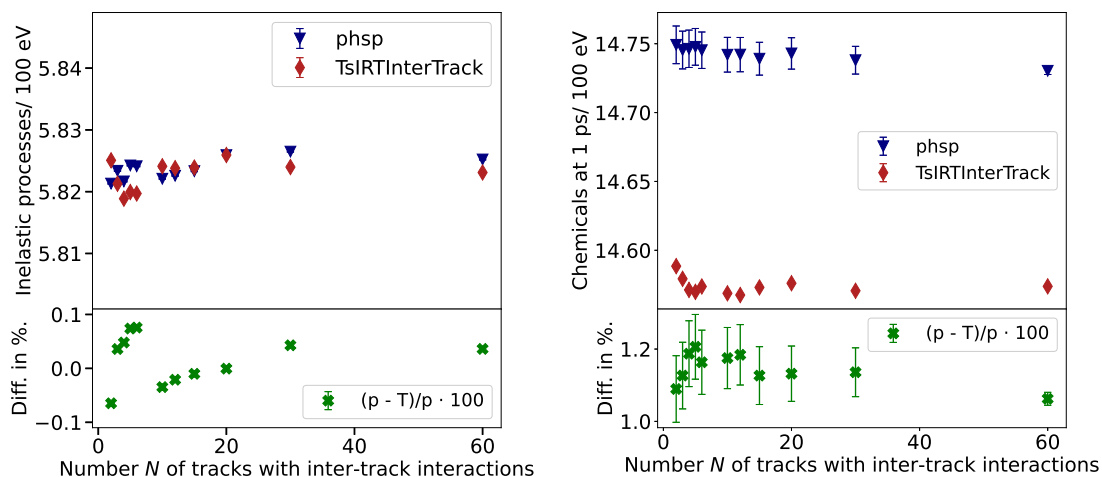 Inelastic processes/ 100 eV
5.84
5.83
5.82
5.81
phsp
TsIRTInterTrack
Diff. in %.
0.1
0.0
−0.1
(p - T)/p · 100
0 20 40 60
Number N of tracks with inter-track interactions
Chemicals at 1 ps/ 100 eV
14.75
14.70
14.65
14.60
phsp
TsIRTInterTrack
Diff. in %.
1.2
1.0
(p - T)/p · 100
0 20 40 60
Number N of tracks with inter-track interactions